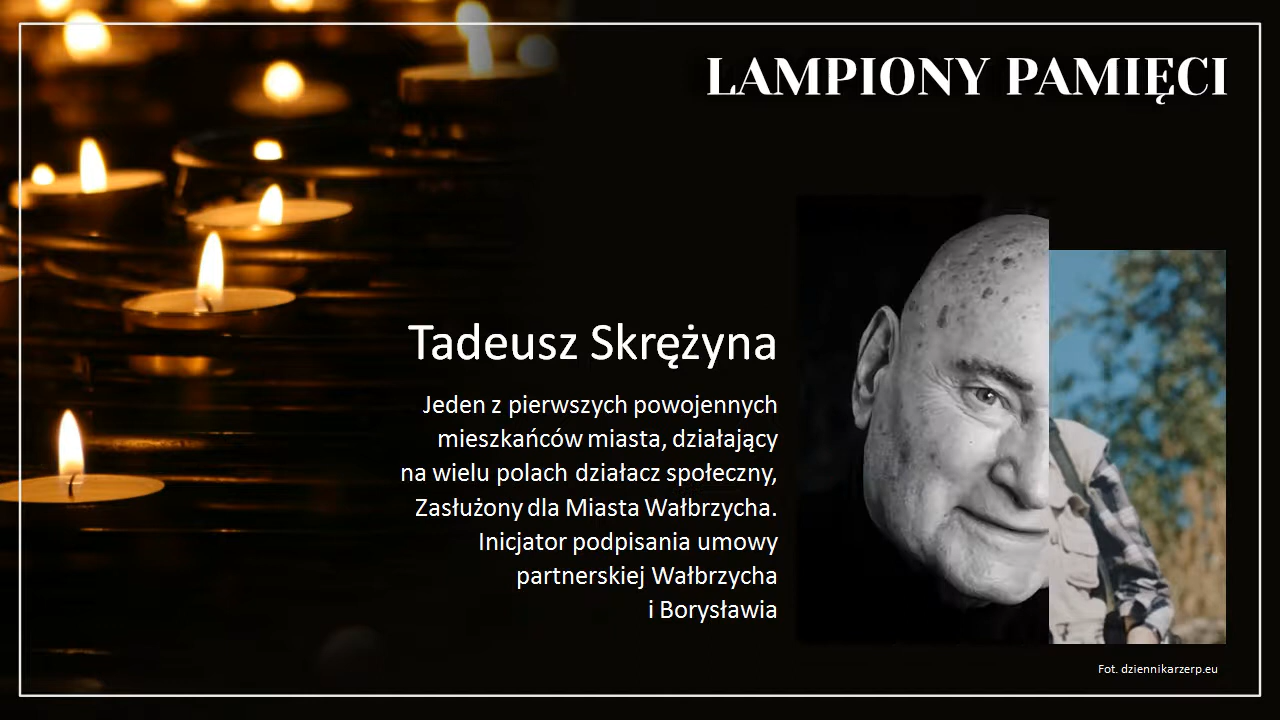 LAMPIONY PAMIĘCI
Tadeusz Skrężyna
Jeden z pierwszych powojennych
mieszkańców miasta, działający
na wielu polach działacz społeczny,
Zasłużony dla Miasta Wałbrzycha.
Inicjator podpisania umowy
partnerskiej Wałbrzycha
i Borysławia
Fot. dziennikarzerp.eu